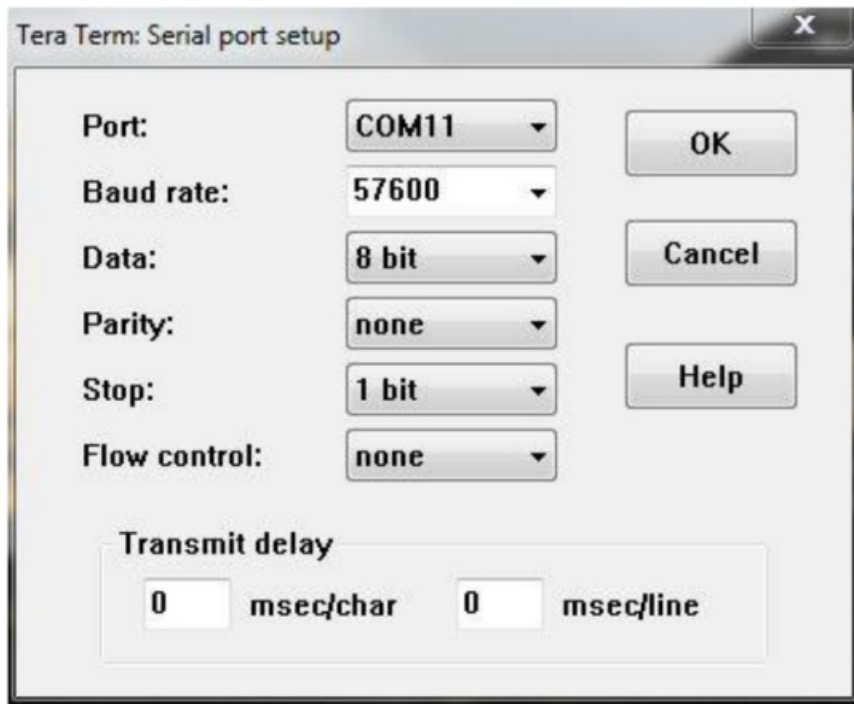 Tera Term: Serial port setup
x
Port: COM11 OK
Baud rate: 57600
Data: 8 bit Cancel
Parity: none
Stop: 1 bit Help
Flow control: none
Transmit delay
0 msec/char 0 msec/line